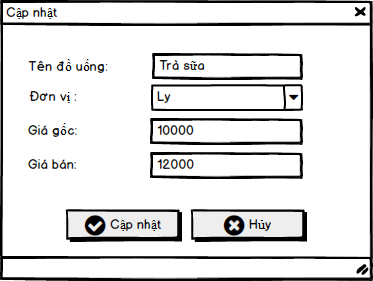 Cập nhật
Tên đồ uống: Trà sữa
Đơn vị : Ly
Giá gốc: 10000
Giá bán: 12000
Cập nhật Hủy